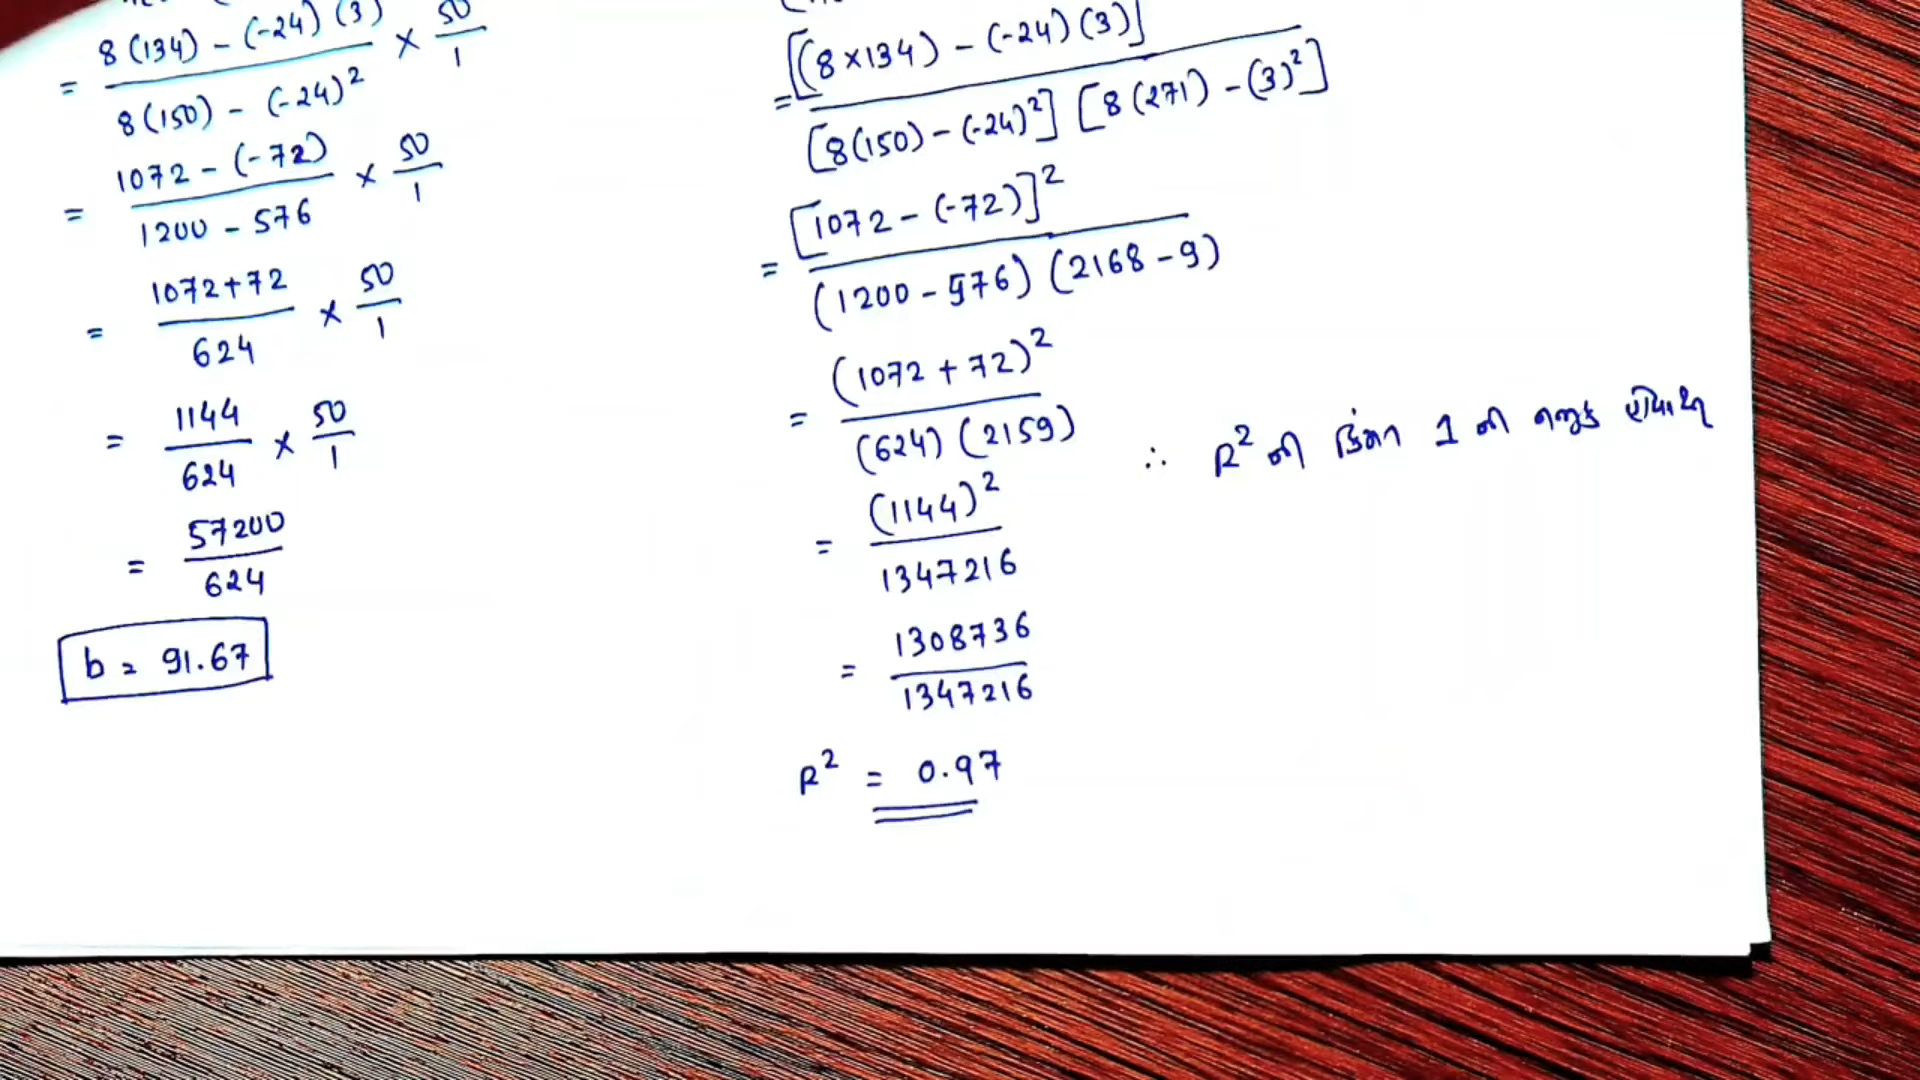 = 8(134) - (-24)(3) / 8(150) - (-24)² × 50/1
= 1072 - (-72) / 1200 - 576 × 50/1
= 1072+72 / 624 × 50/1
= 1144 / 624 × 50/1
= 57200 / 624
b = 91.67
= [(8×134) - (-24)(3)] / [8(150) - (-24)²] [8(271) - (3)²]
= [1072 - (-72)]² / (1200 - 576) (2168 - 9)
= (1072 + 72)² / (624) (2159)
= (1144)² / 1347216
= 1308736 / 1347216
R² = 0.97
∴ R² ની કિંમત 1 ની નજીક